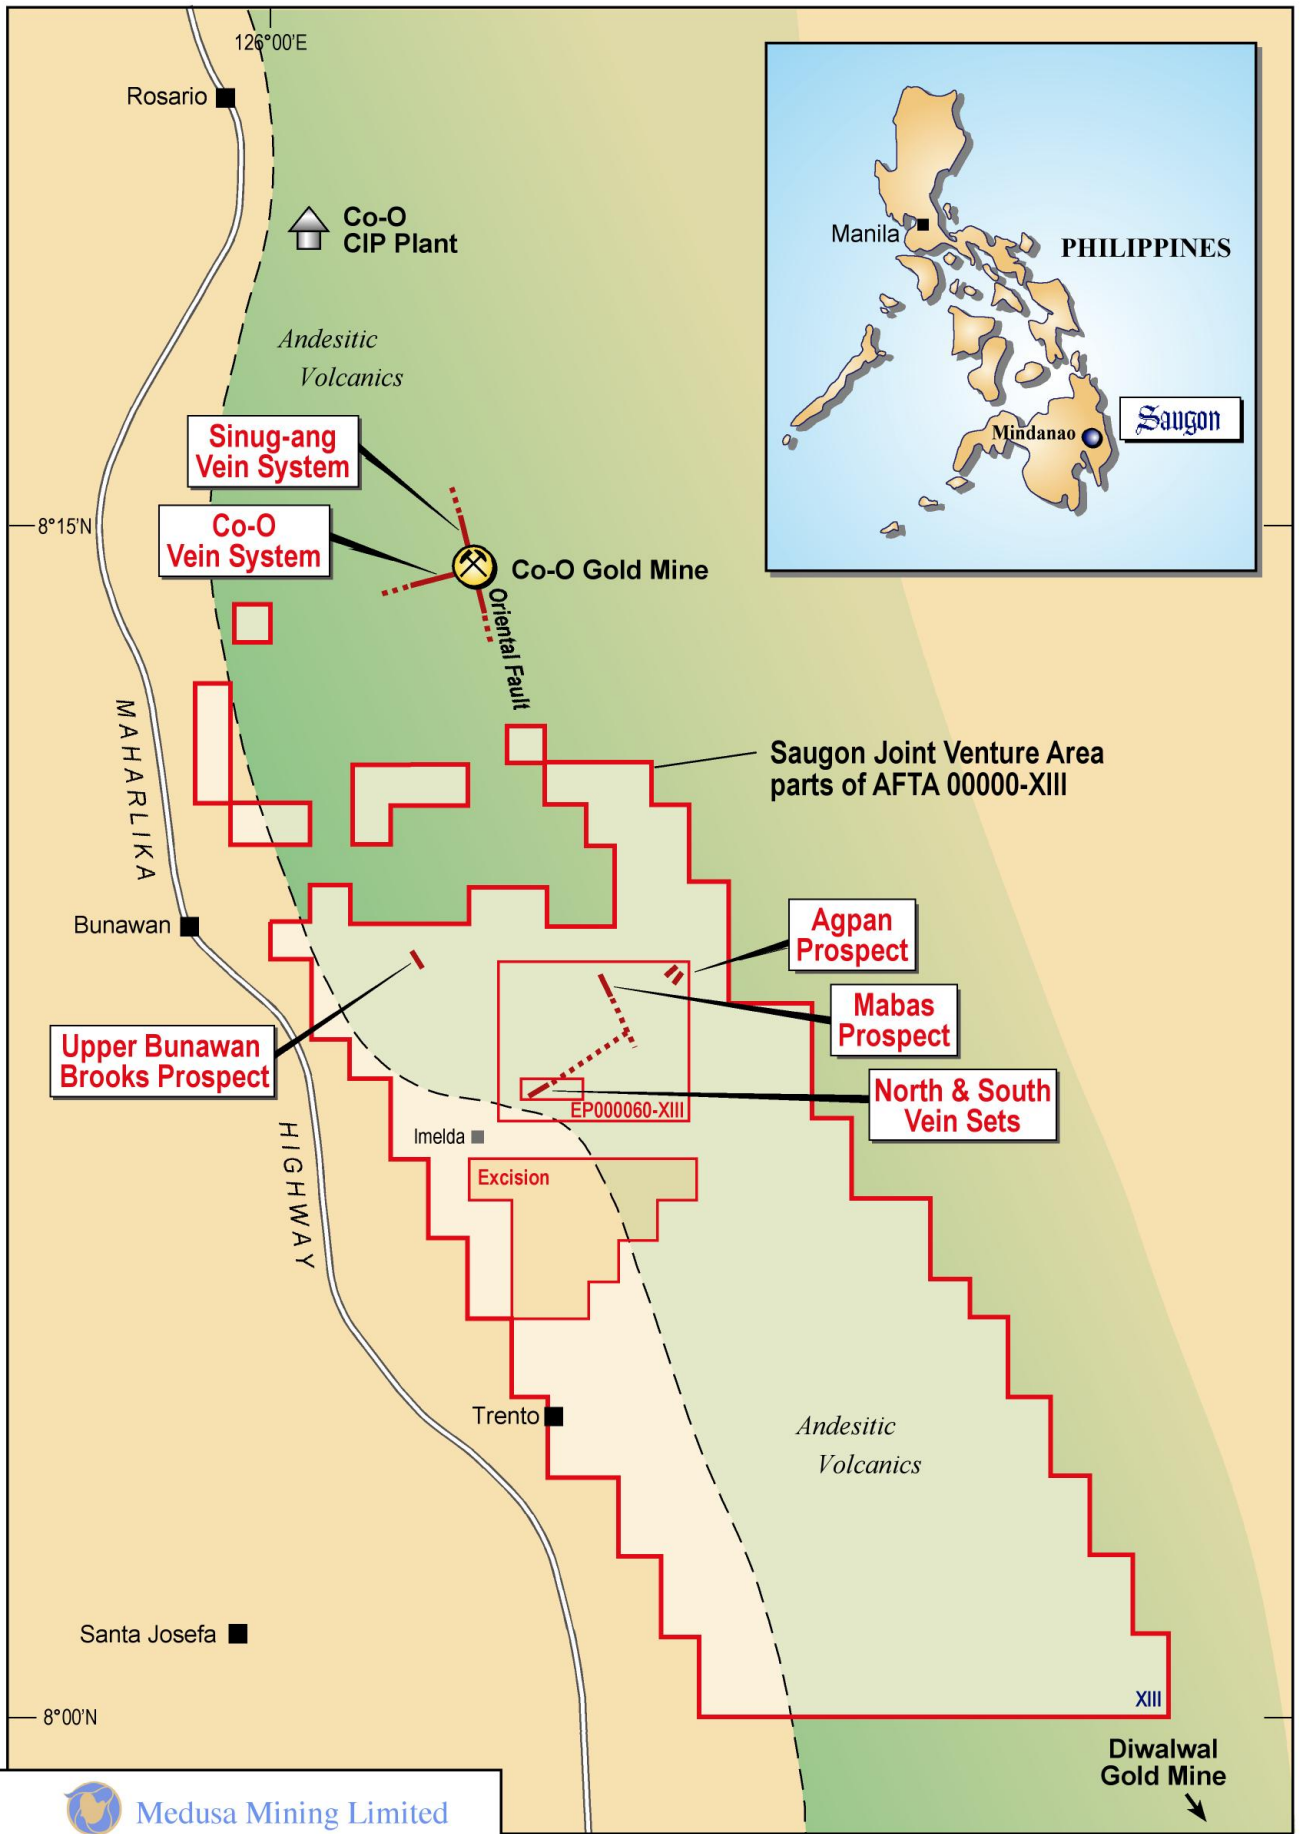 126°00'E
Rosario
Co-O
CIP Plant
Manila
PHILIPPINES
Andesitic
Volcanics
Saugon
Mindanao
Sinug-ang
Vein System
8°15'N
Co-O
Vein System
Co-O Gold Mine
Oriental Fault
MAHARLIKA
Saugon Joint Venture Area
parts of AFTA 00000-XIII
Bunawan
Agpan
Prospect
Mabas
Prospect
Upper Bunawan
Brooks Prospect
North & South
Vein Sets
EP000060-XIII
Imelda
HIGHWAY
Excision
Trento
Andesitic
Volcanics
Santa Josefa
XIII
8°00'N
Diwalwal
Gold Mine
Medusa Mining Limited